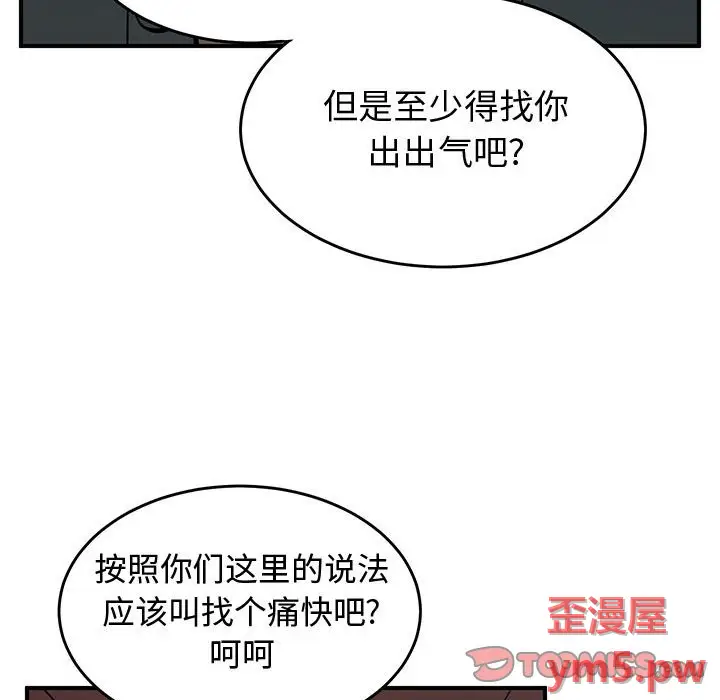 但是至少得找你
出出气吧?
按照你们这里的说法
应该叫找个痛快吧?
呵呵
歪漫屋
TOOMICS
ym5.pw